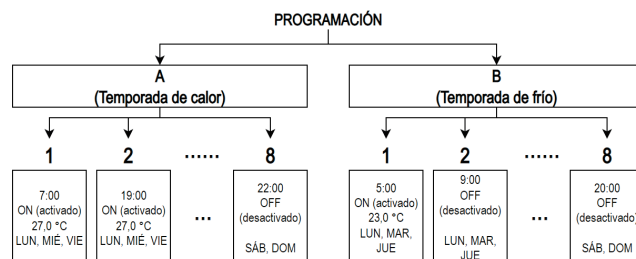 PROGRAMACIÓN
A
(Temporada de calor)
B
(Temporada de frío)
1
2
......
8
1
2
......
8
7:00
ON (activado)
27,0 °C
LUN, MIÉ, VIE
19:00
ON (activado)
27,0 °C
LUN, MIÉ, VIE
...
22:00
OFF
(desactivado)
SÁB, DOM
5:00
ON (activado)
23,0 °C
LUN, MAR,
JUE
9:00
OFF
(desactivado)
LUN, MAR,
JUE
...
20:00
OFF
(desactivado)
SÁB, DOM